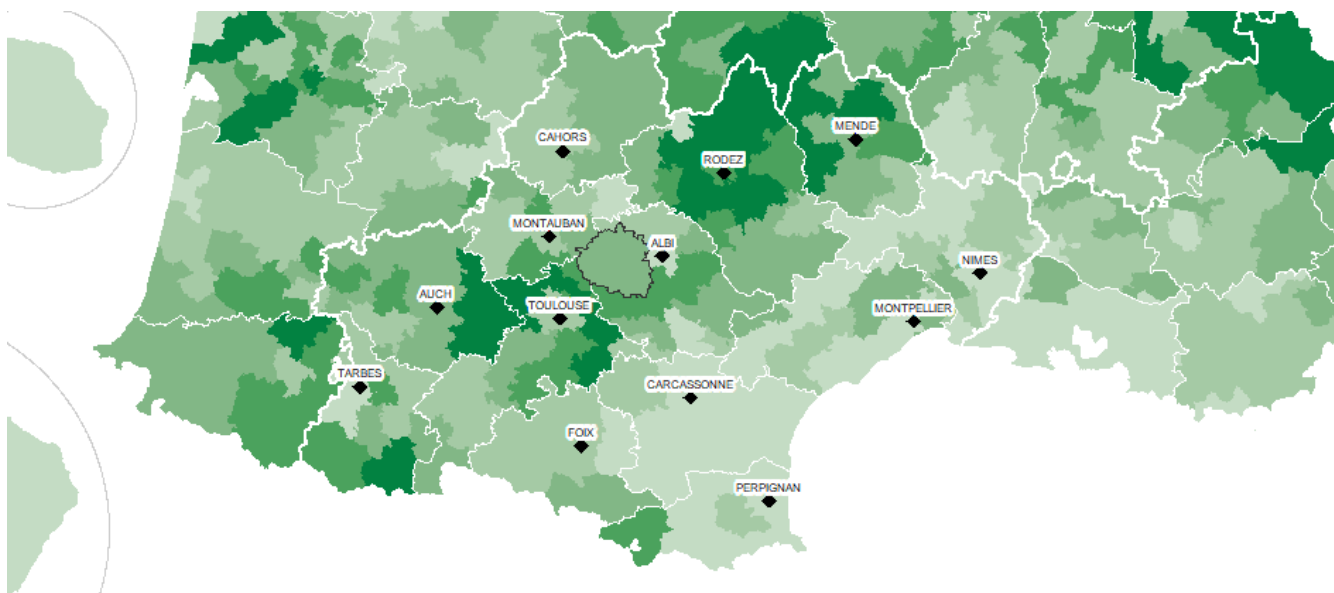 MENDE
CAHORS
RODEZ
MONTAUBAN
ALBI
NIMES
AUCH
TOULOUSE
MONTPELLIER
TARBES
CARCASSONNE
FOIX
PERPIGNAN